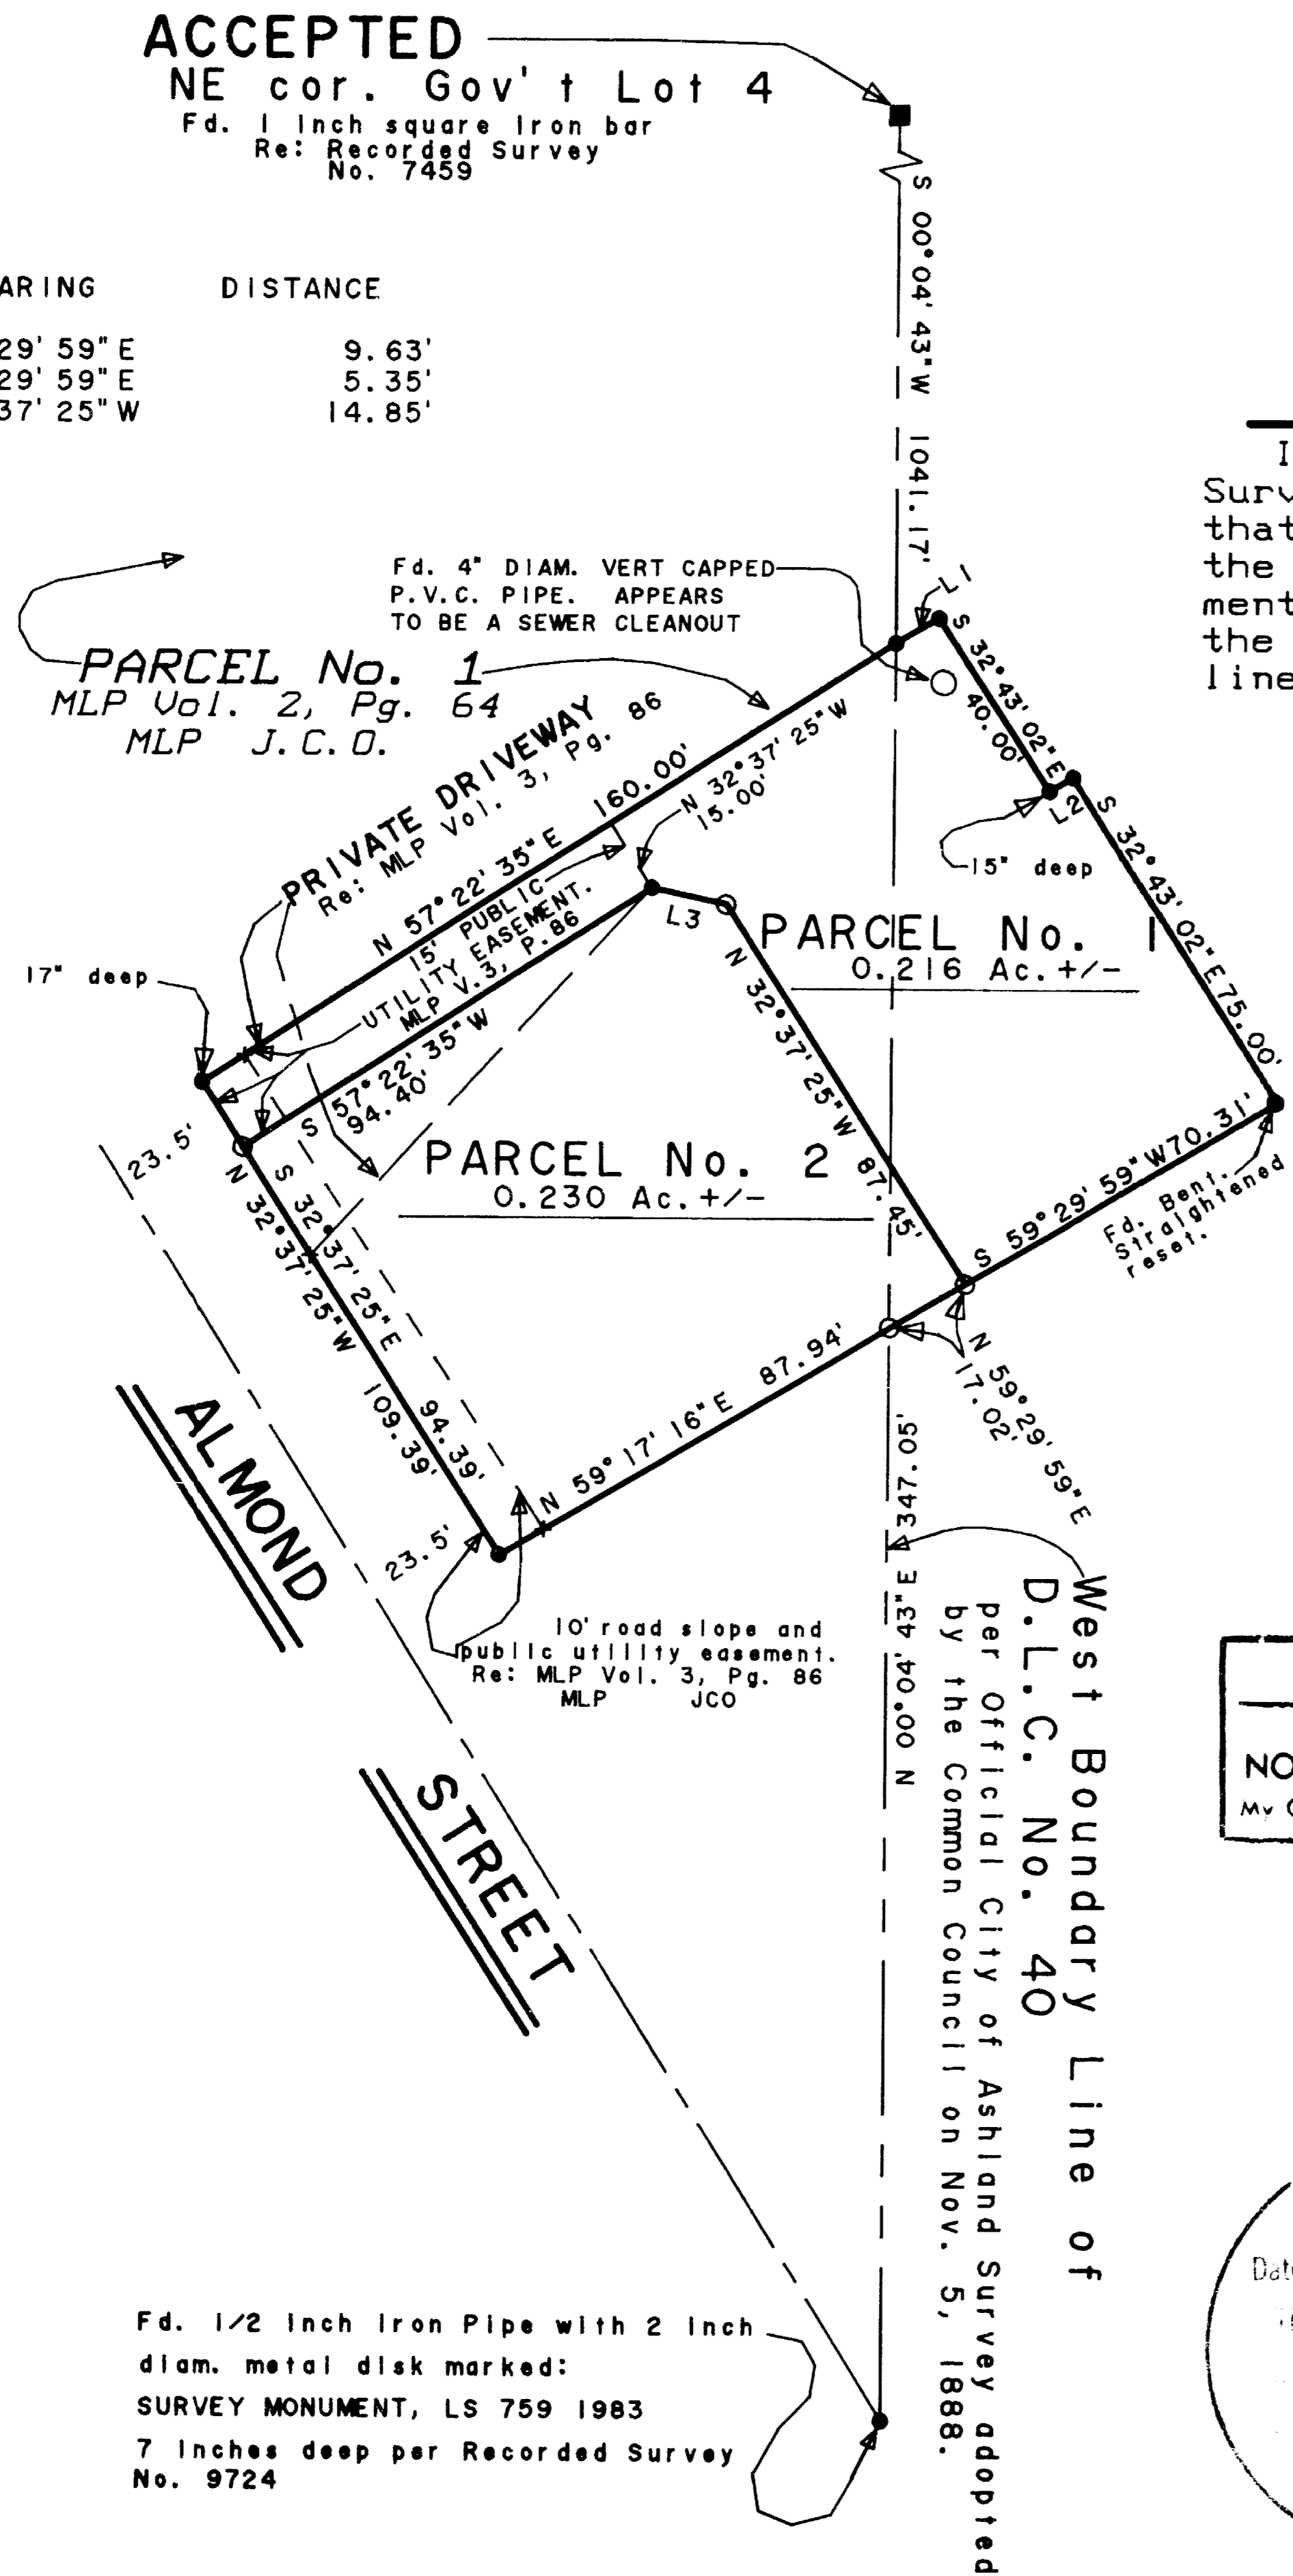 ACCEPTED
NE cor. Gov't Lot 4
Fd. 1 inch square iron bar
Re: Recorded Survey
No. 7459
S 00°04'43"W 1041.17'
ARING DISTANCE
29'59"E 9.63'
29'59"E 5.35'
37'25"W 14.85'
I
Surv
that
the
ment
the
line
Fd. 4" DIAM. VERT CAPPED
P.V.C. PIPE. APPEARS
TO BE A SEWER CLEANOUT
L1
PARCEL No. 1
MLP Vol. 2, Pg. 64
MLP J.C.O.
S 32°43'02"E
40.00'
PRIVATE DRIVEWAY
Re: MLP Vol. 3, Pg. 86
N 57°22'35"E 160.00'
N 32°37'25"W
15.00'
L2
15" deep
S 32°43'02"E 75.00'
15' PUBLIC
UTILITY EASEMENT.
MLP V.3, P.86
L3
PARCEL No. 1
0.216 Ac.+/-
17" deep
S 57°22'35"W
94.40'
N 32°37'25"W 87.45'
23.5'
PARCEL No. 2
0.230 Ac.+/-
S 59°29'59"W 70.31'
Fd. Bent.
Straightened
reset.
S 32°37'25"E 94.39'
N 32°37'25"W 109.39'
N 59°17'16"E 87.94'
N 59°29'59"E
17.02'
23.5'
ALMOND
STREET
10' road slope and
public utility easement.
Re: MLP Vol. 3, Pg. 86
MLP JCO
N 00°04'43"E 347.05'
West Boundary Line of
D.L.C. No. 40
per Official City of Ashland Survey adopted
by the Common Council on Nov. 5, 1888.
NO
My
Date
Fd. 1/2 inch Iron Pipe with 2 inch
diam. metal disk marked:
SURVEY MONUMENT, LS 759 1983
7 inches deep per Recorded Survey
No. 9724